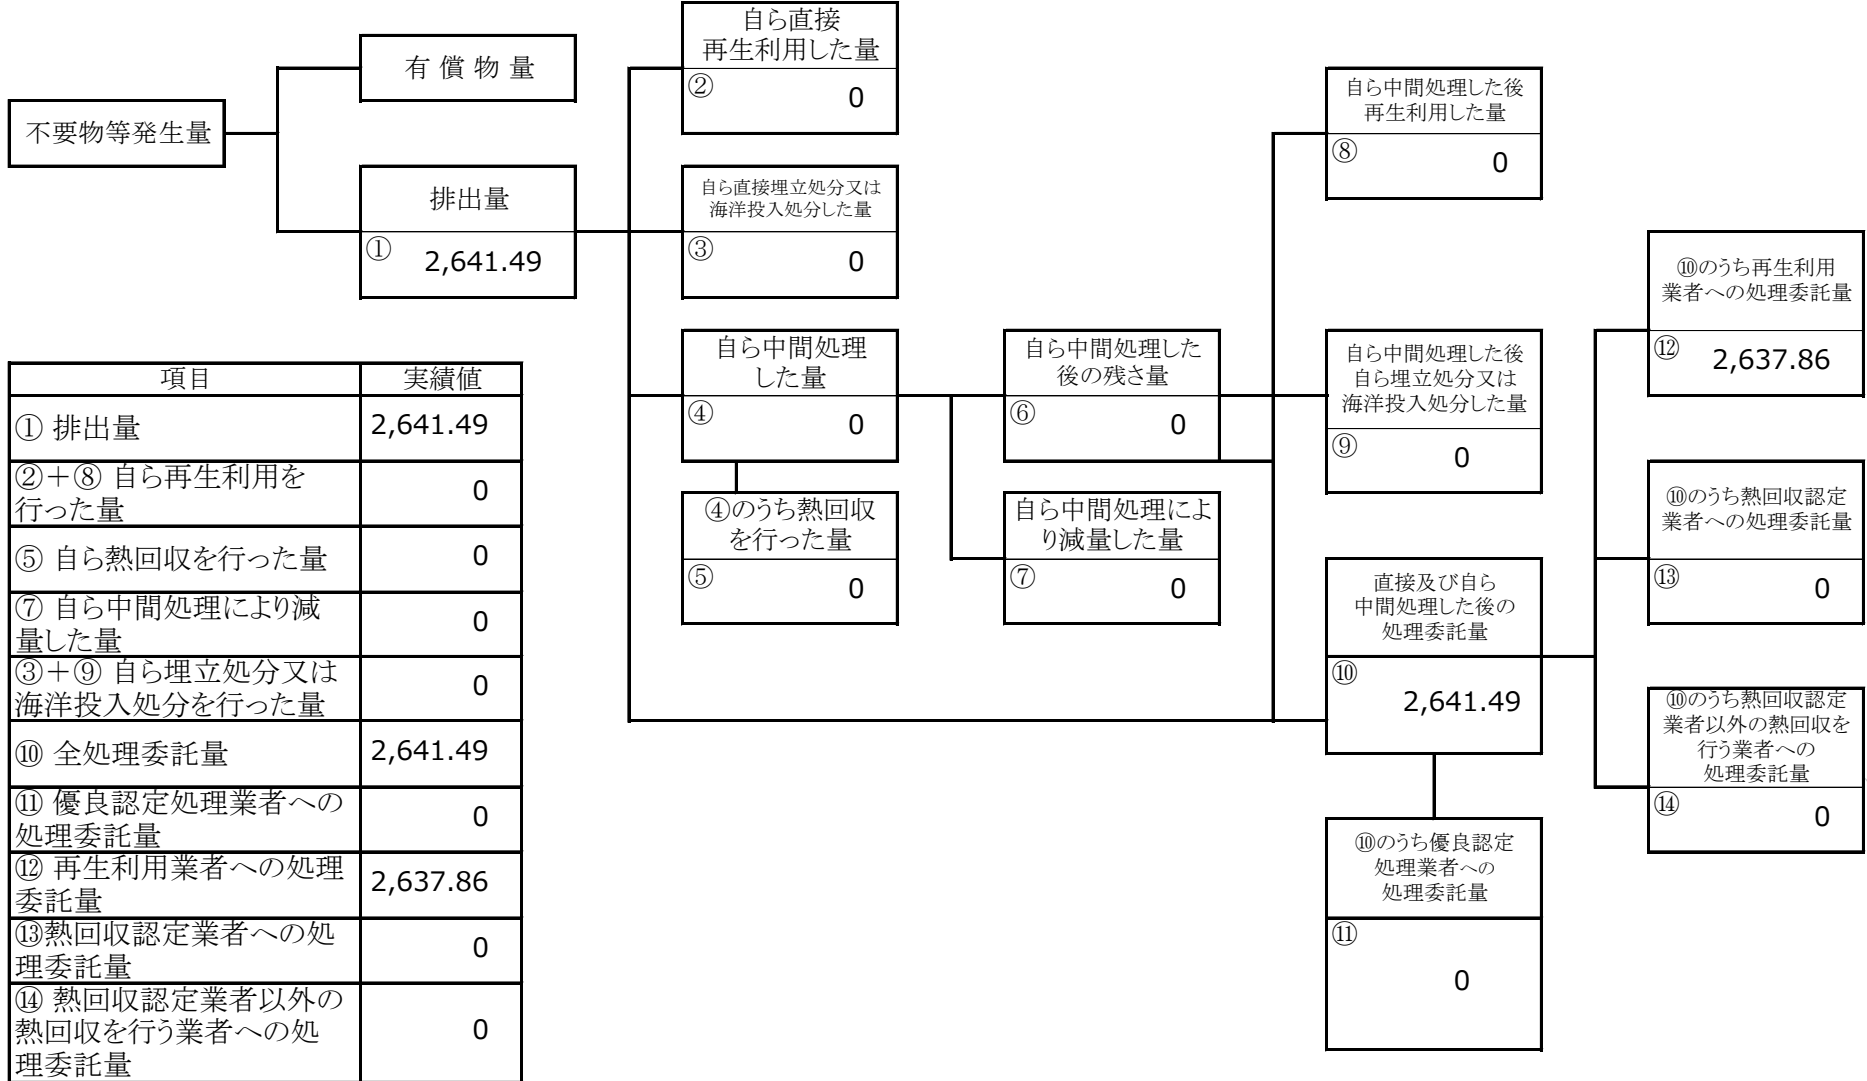 不要物等発生量
有 償 物 量
排出量
①
2,641.49
自ら直接
再生利用した量
②
0
自ら直接埋立処分又は
海洋投入処分した量
③
0
自ら中間処理
した量
④
0
④のうち熱回収
を行った量
⑤
0
自ら中間処理した
後の残さ量
⑥
0
自ら中間処理によ
り減量した量
⑦
0
自ら中間処理した後
再生利用した量
⑧
0
自ら中間処理した後
自ら埋立処分又は
海洋投入処分した量
⑨
0
直接及び自ら
中間処理した後の
処理委託量
⑩
2,641.49
⑩のうち優良認定
処理業者への
処理委託量
⑪
0
⑩のうち再生利用
業者への処理委託量
⑫
2,637.86
⑩のうち熱回収認定
業者への処理委託量
⑬
0
⑩のうち熱回収認定
業者以外の熱回収を
行う業者への
処理委託量
⑭
0
項目 実績値
① 排出量 2,641.49
②＋⑧ 自ら再生利用を
行った量
0
⑤ 自ら熱回収を行った量 0
⑦ 自ら中間処理により減
量した量
0
③＋⑨ 自ら埋立処分又は
海洋投入処分を行った量
0
⑩ 全処理委託量 2,641.49
⑪ 優良認定処理業者への
処理委託量
0
⑫ 再生利用業者への処理
委託量
2,637.86
⑬熱回収認定業者への処
理委託量
0
⑭ 熱回収認定業者以外の
熱回収を行う業者への処
理委託量
0